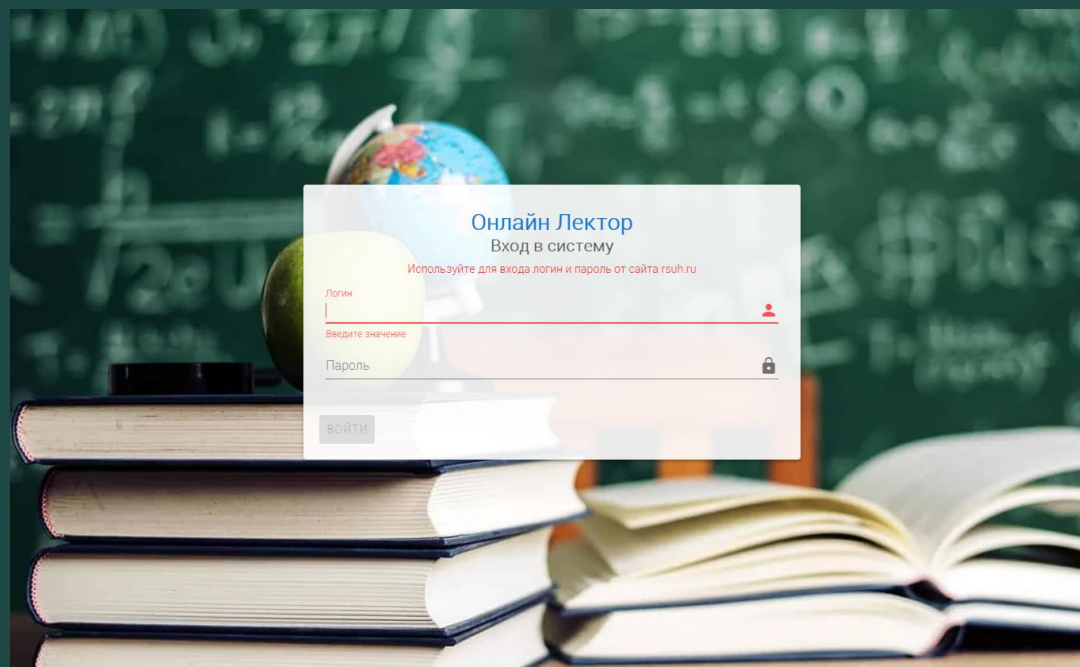 Онлайн Лектор
Вход в систему
Используйте для входа логин и пароль от сайта rsuh.ru
Логин
Введите значение
Пароль
ВОЙТИ